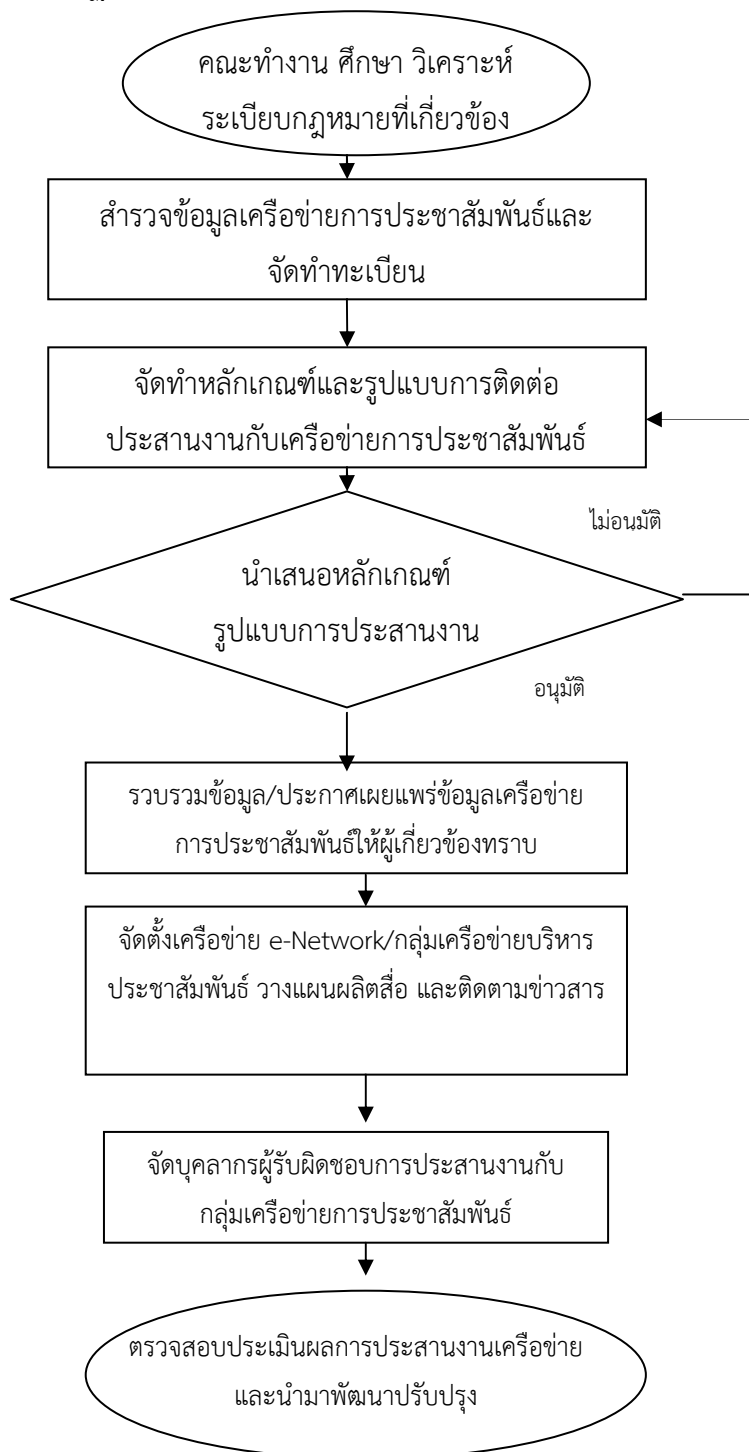 คณะทำงาน ศึกษา วิเคราะห์
ระเบียบกฎหมายที่เกี่ยวข้อง
สำรวจข้อมูลเครือข่ายการประชาสัมพันธ์และ
จัดทำทะเบียน
จัดทำหลักเกณฑ์และรูปแบบการติดต่อ
ประสานงานกับเครือข่ายการประชาสัมพันธ์
ไม่อนุมัติ
นำเสนอหลักเกณฑ์
รูปแบบการประสานงาน
อนุมัติ
รวบรวมข้อมูล/ประกาศเผยแพร่ข้อมูลเครือข่าย
การประชาสัมพันธ์ให้ผู้เกี่ยวข้องทราบ
จัดตั้งเครือข่าย e-Network/กลุ่มเครือข่ายบริหาร
ประชาสัมพันธ์ วางแผนผลิตสื่อ และติดตามข่าวสาร
จัดบุคลากรผู้รับผิดชอบการประสานงานกับ
กลุ่มเครือข่ายการประชาสัมพันธ์
ตรวจสอบประเมินผลการประสานงานเครือข่าย
และนำมาพัฒนาปรับปรุง